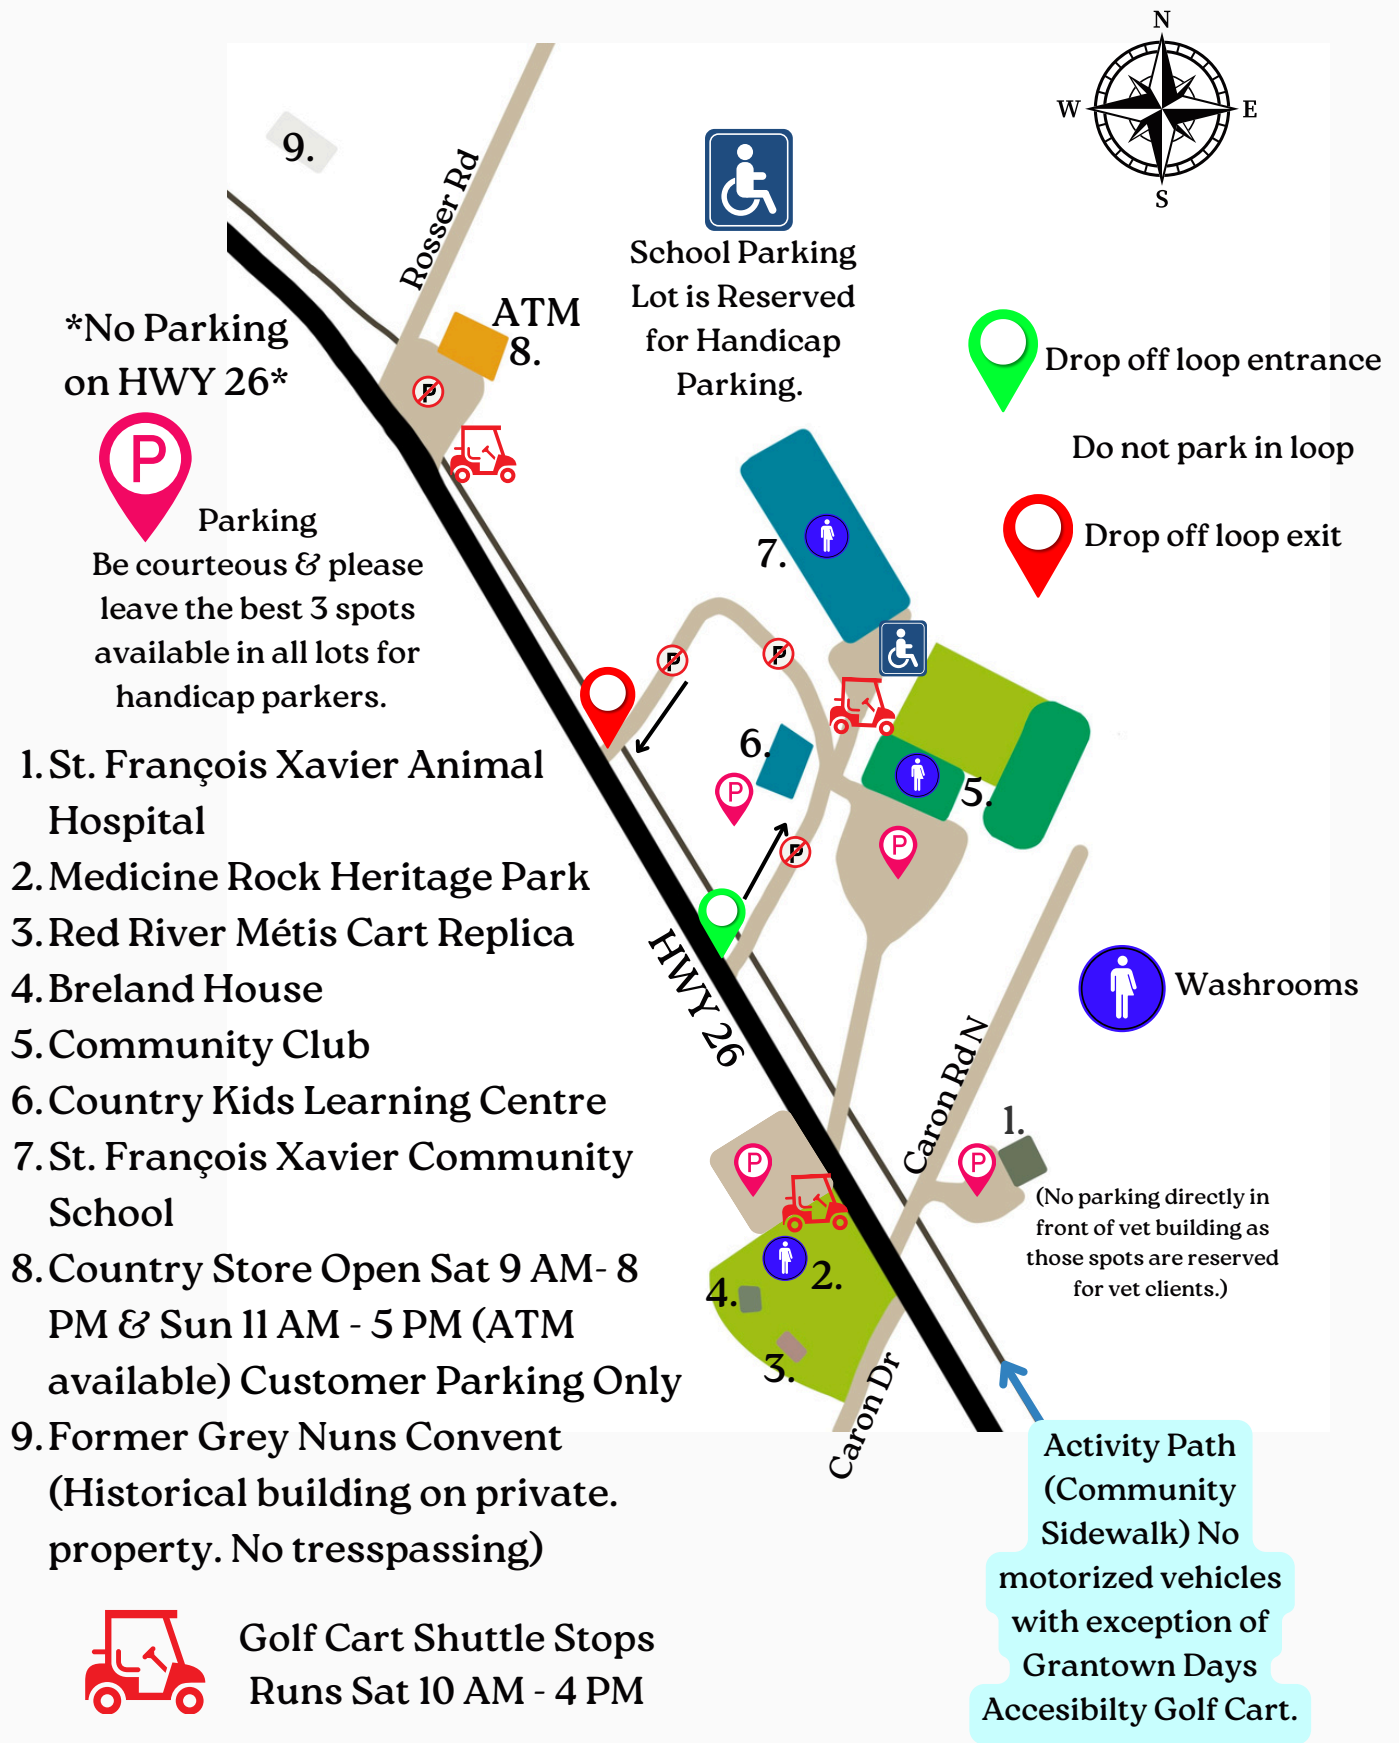 N
W
E
S
9.
Rosser Rd
School Parking
Lot is Reserved
for Handicap
Parking.
ATM
8.
*No Parking
on HWY 26*
P
P
Parking
Be courteous & please
leave the best 3 spots
available in all lots for
handicap parkers.
Drop off loop entrance
Do not park in loop
Drop off loop exit
7.
P
P
6.
P
5.
P
P
HWY 26
Washrooms
Caron Rd N
1.
P
P
(No parking directly in
front of vet building as
those spots are reserved
for vet clients.)
2.
4.
3.
Caron Dr
1. St. François Xavier Animal
Hospital
2. Medicine Rock Heritage Park
3. Red River Métis Cart Replica
4. Breland House
5. Community Club
6. Country Kids Learning Centre
7. St. François Xavier Community
School
8. Country Store Open Sat 9 AM- 8
PM & Sun 11 AM - 5 PM (ATM
available) Customer Parking Only
9. Former Grey Nuns Convent
(Historical building on private.
property. No tresspassing)
Golf Cart Shuttle Stops
Runs Sat 10 AM - 4 PM
Activity Path
(Community
Sidewalk) No
motorized vehicles
with exception of
Grantown Days
Accesibilty Golf Cart.